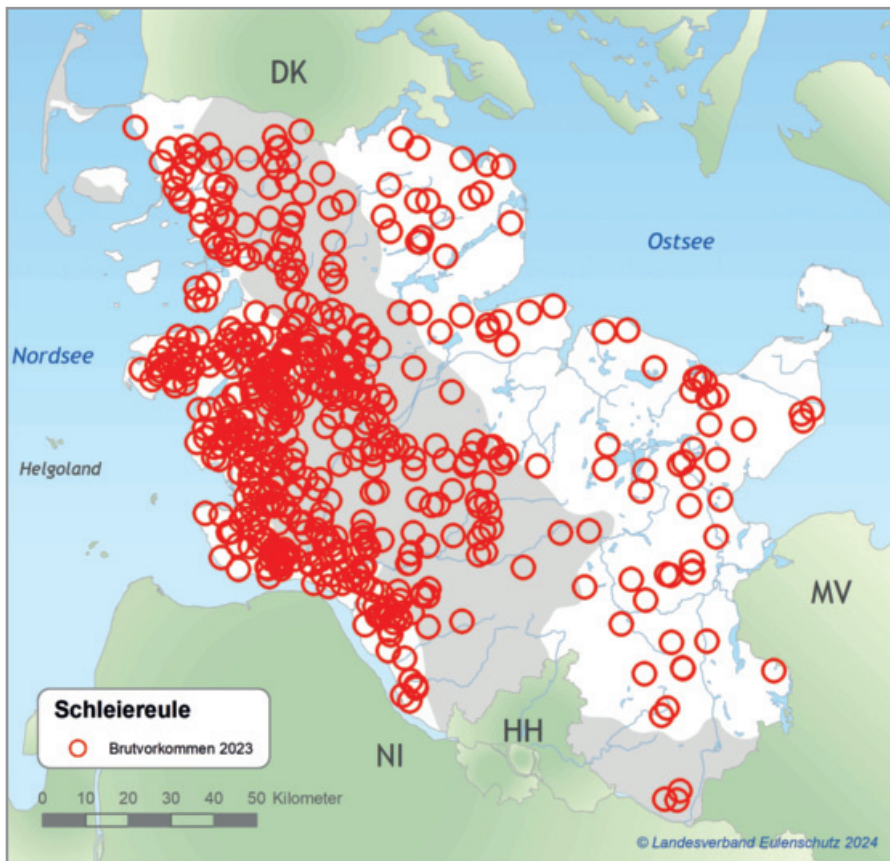 DK
Ostsee
Nordsee
Helgoland
MV
HH
NI
Schleiereule
Brutvorkommen 2023
0 10 20 30 40 50 Kilometer
© Landesverband Eulenschutz 2024